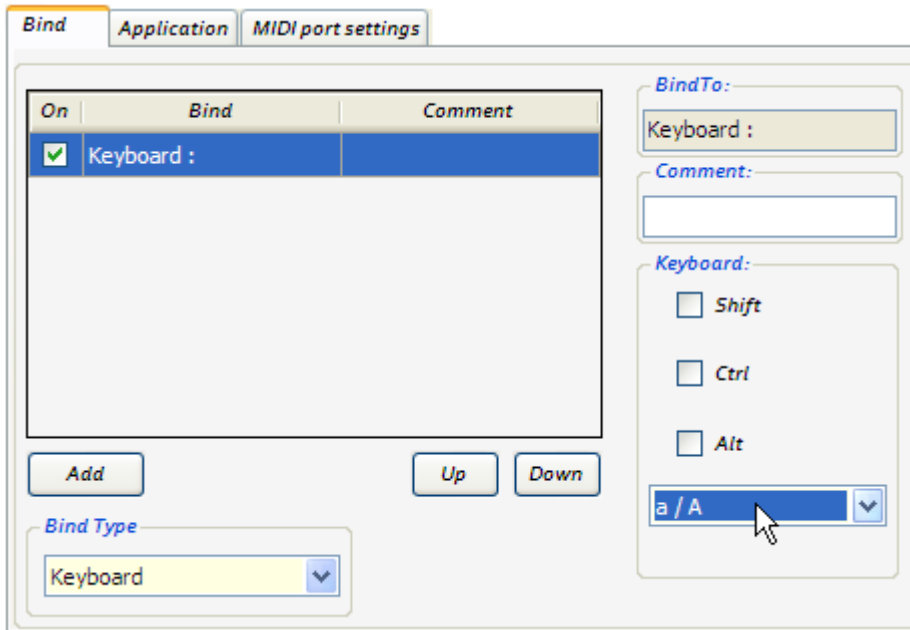 Bind Application MIDI port settings
On Bind Comment
Keyboard :
BindTo:
Keyboard :
Comment:
Keyboard:
Shift
Ctrl
Alt
a / A
Add Up Down
Bind Type
Keyboard